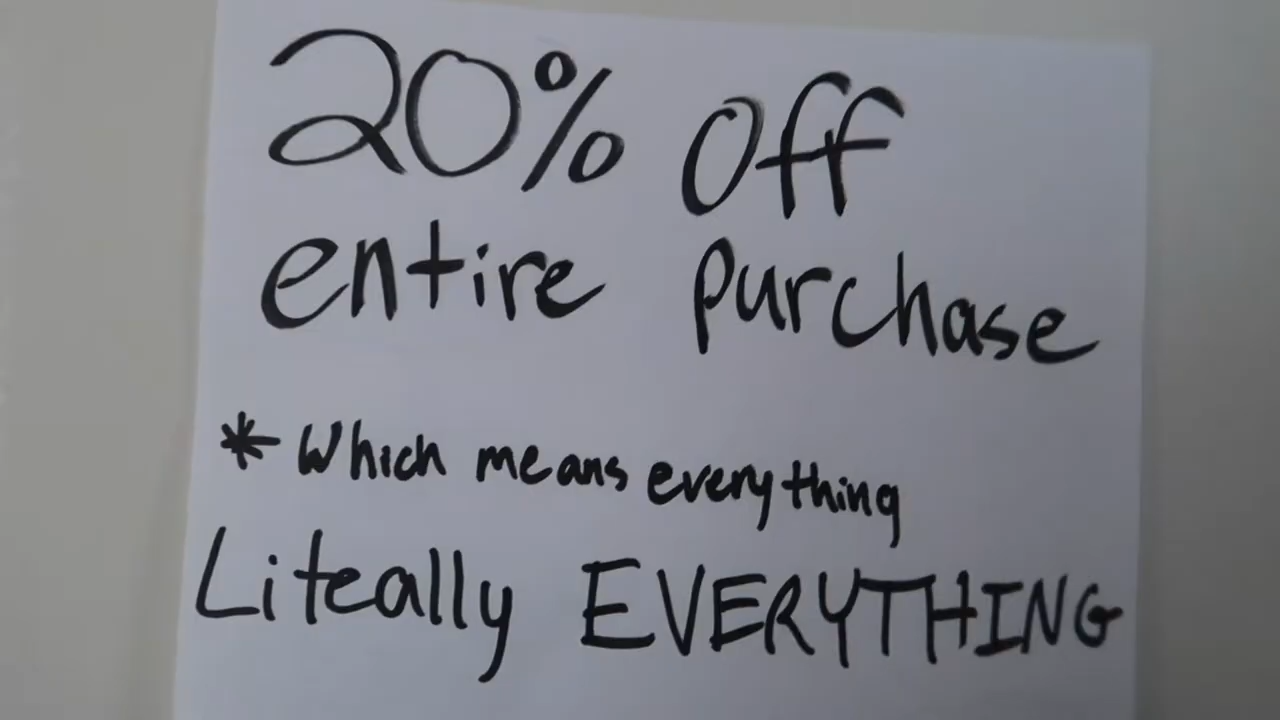 20% Off
entire purchase
* Which means everything
Liteally EVERYTHING